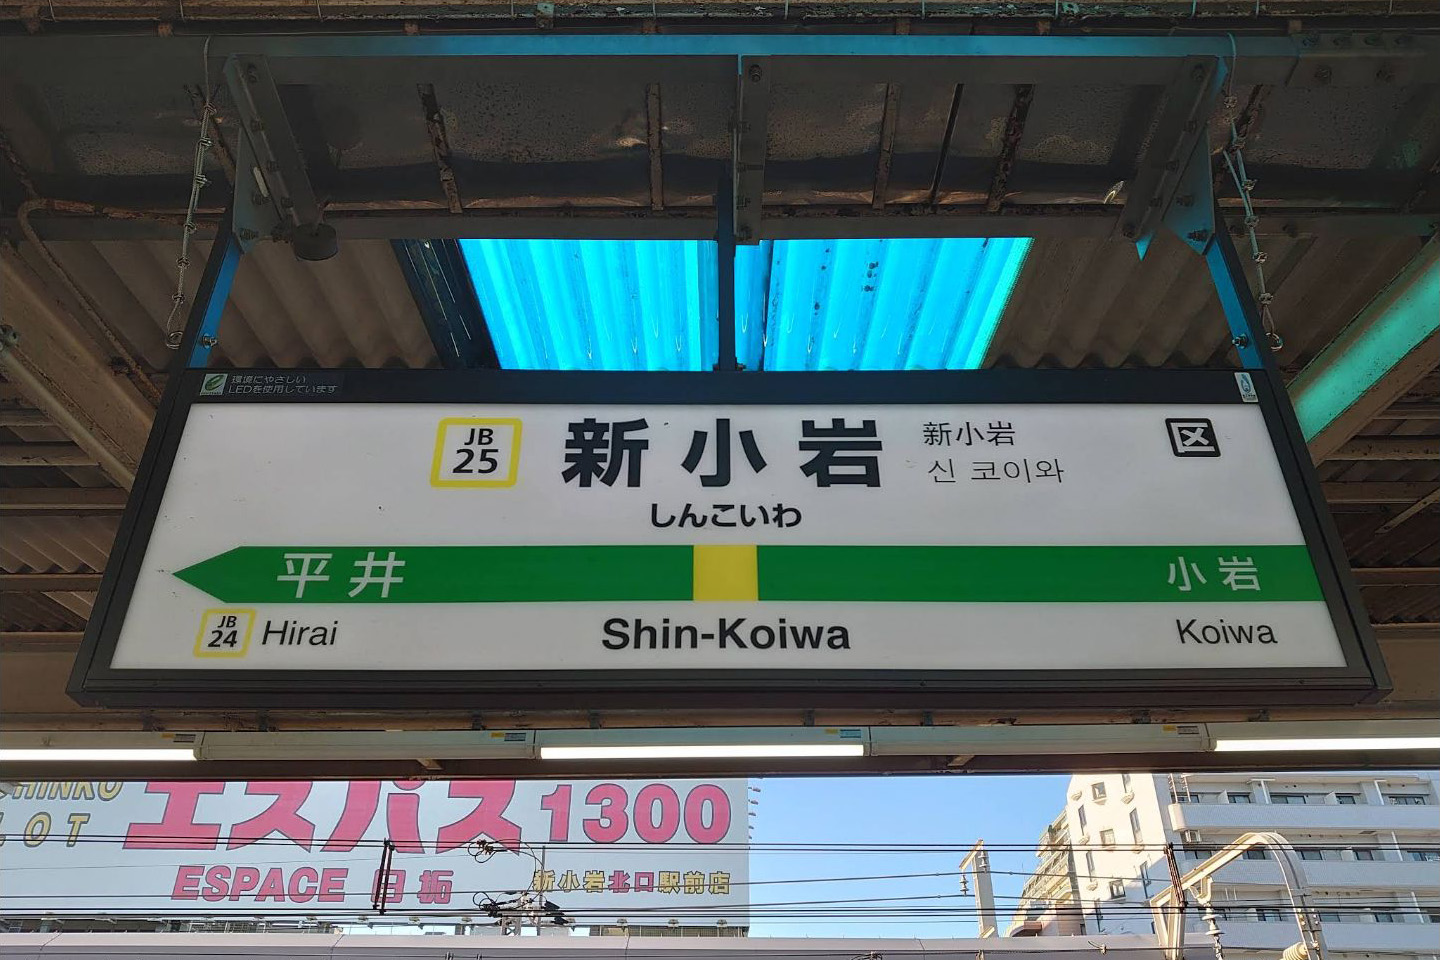 環境にやさしい
LEDを使用しています
JB
25
新小岩
新小岩
신 코이와
区
しんこいわ
平井
小岩
JB
24
Hirai
Shin-Koiwa
Koiwa
エスパス1300
ESPACE 日拓
新小岩北口駅前店